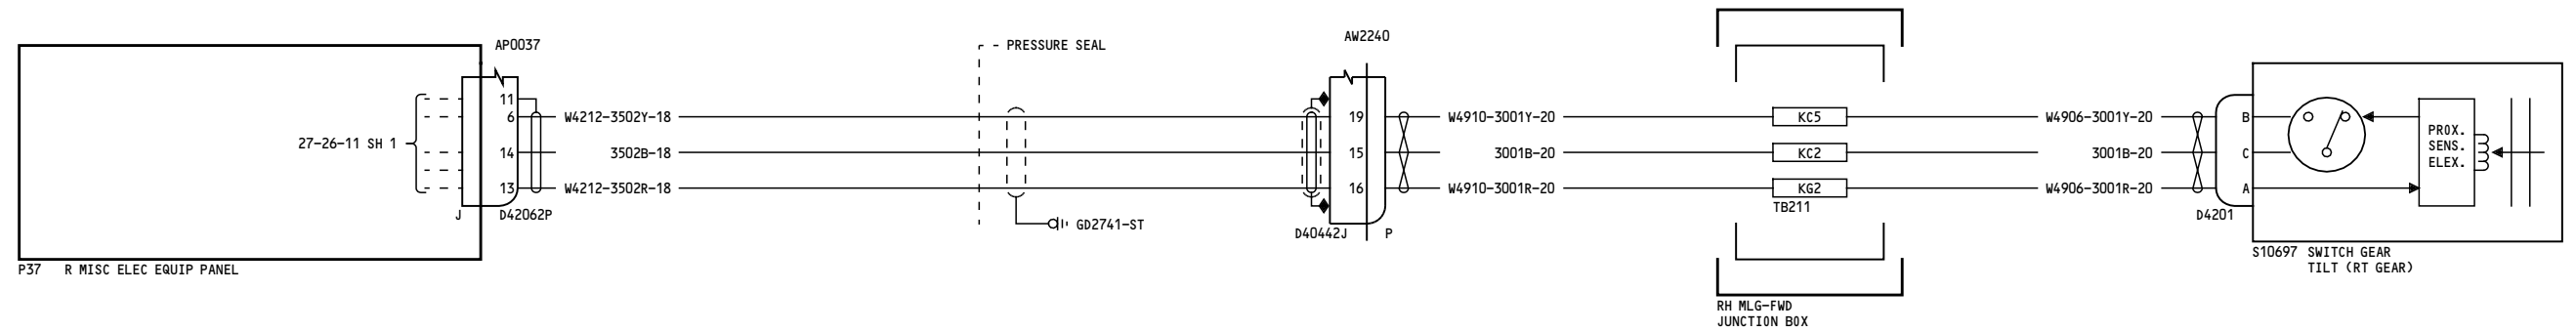 AP0037
PRESSURE SEAL
AW2240
11
6
W4212-3502Y-18
19
W4910-3001Y-20
KC5
W4906-3001Y-20
B
27-26-11 SH 1
14
3502B-18
15
3001B-20
KC2
3001B-20
C
PROX.
SENS.
ELEX.
13
W4212-3502R-18
16
W4910-3001R-20
KG2
W4906-3001R-20
A
TB211
J
D42062P
GD2741-ST
D40442J
P
D4201
P37 R MISC ELEC EQUIP PANEL
S10697 SWITCH GEAR
TILT (RT GEAR)
RH MLG-FWD
JUNCTION BOX